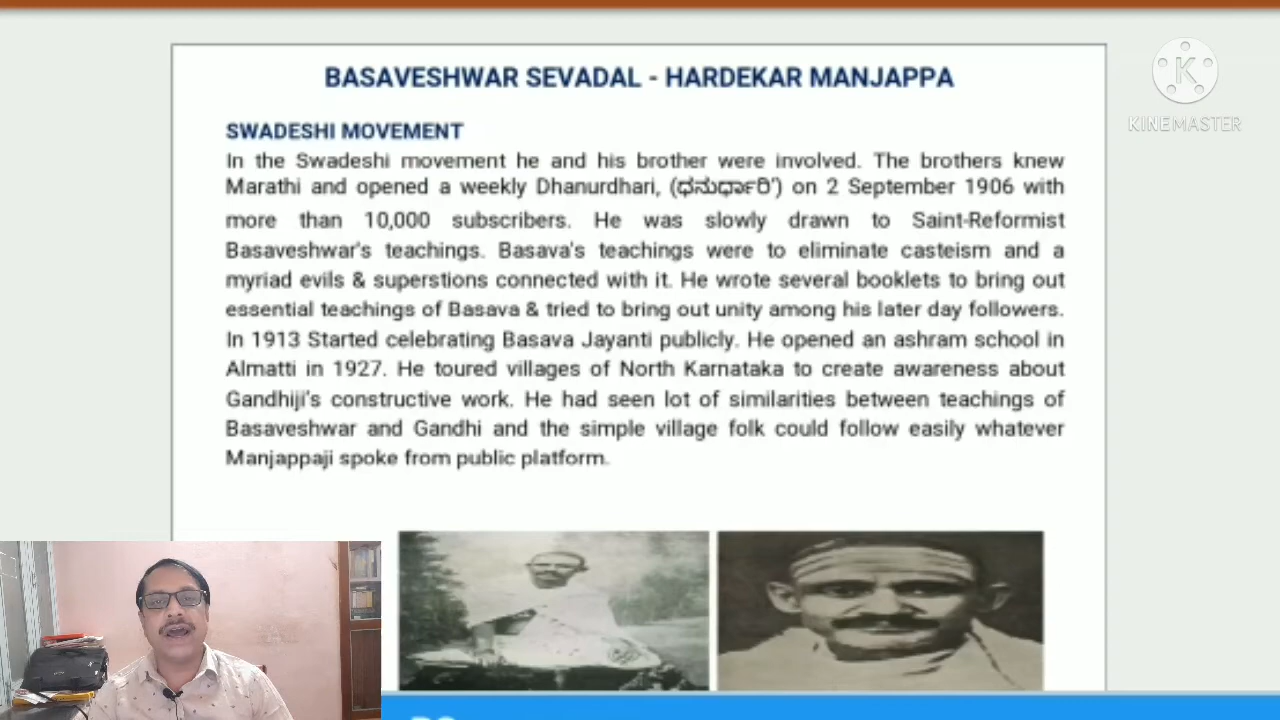 BASAVESHWAR SEVADAL - HARDEKAR MANJAPPA
KINEMASTER
SWADESHI MOVEMENT
In the Swadeshi movement he and his brother were involved. The brothers knew
Marathi and opened a weekly Dhanurdhari, (ಧನುರ್ಧಾರಿ') on 2 September 1906 with
more than 10,000 subscribers. He was slowly drawn to Saint-Reformist
Basaveshwar's teachings. Basava's teachings were to eliminate casteism and a
myriad evils & superstions connected with it. He wrote several booklets to bring out
essential teachings of Basava & tried to bring out unity among his later day followers.
In 1913 Started celebrating Basava Jayanti publicly. He opened an ashram school in
Almatti in 1927. He toured villages of North Karnataka to create awareness about
Gandhiji's constructive work. He had seen lot of similarities between teachings of
Basaveshwar and Gandhi and the simple village folk could follow easily whatever
Manjappaji spoke from public platform.